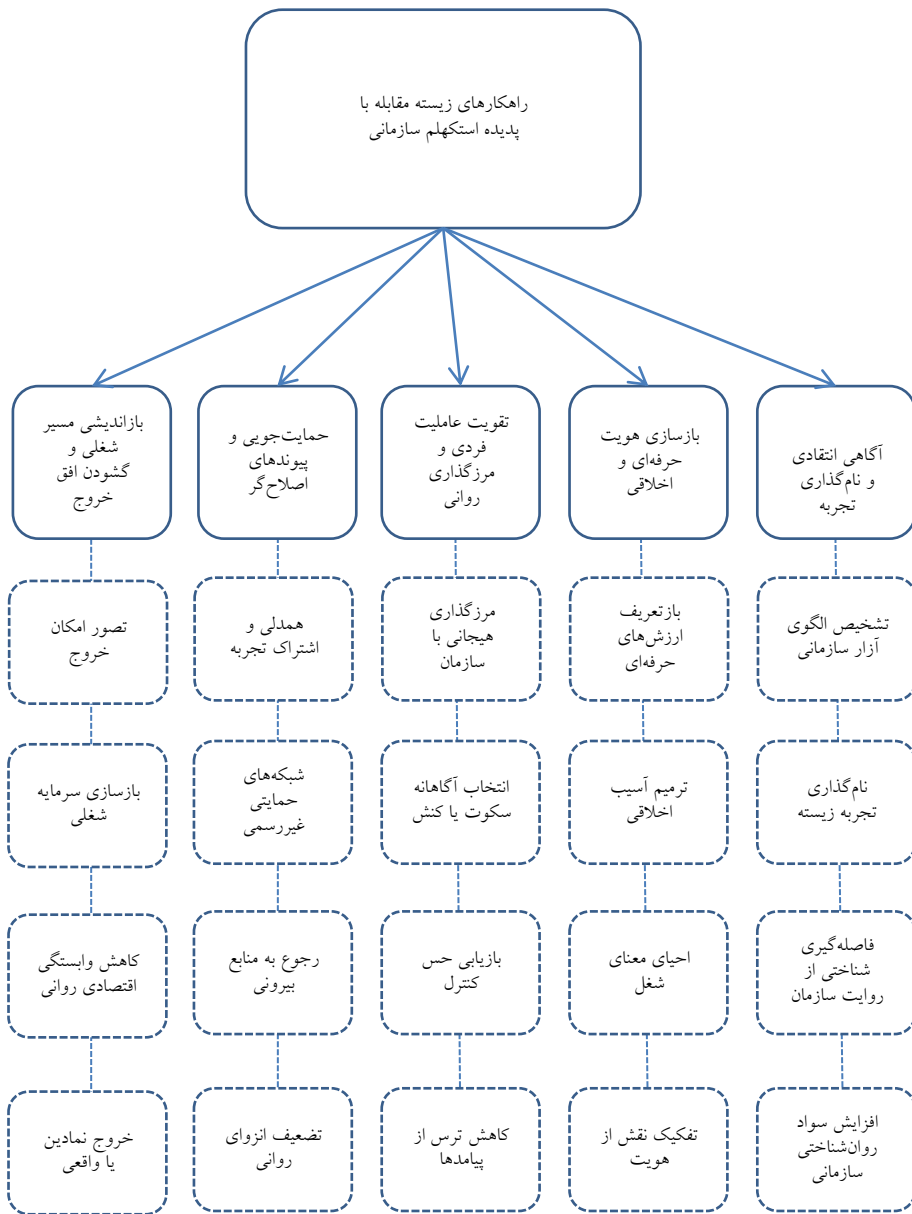 راهکارهای زیسته مقابله با
پدیده استکهلم سازمانی
آگاهی انتقادی
و نام‌گذاری
تجربه
بازسازی هویت
حرفه‌ای و
اخلاقی
تقویت عاملیت
فردی و
مرزگذاری
روانی
حمایت‌جویی و
پیوندهای
اصلاح‌گر
بازاندیشی مسیر
شغلی و
گشودن افق
خروج
تشخیص الگوی
آزار سازمانی
بازتعریف
ارزش‌های
حرفه‌ای
مرزگذاری
هیجانی با
سازمان
همدلی و
اشتراک تجربه
تصور امکان
خروج
نام‌گذاری
تجربه زیسته
ترمیم آسیب
اخلاقی
انتخاب آگاهانه
سکوت یا کنش
شبکه‌های
حمایتی
غیررسمی
بازسازی سرمایه
شغلی
فاصله‌گیری
شناختی از
روایت سازمان
احیای معنای
شغل
بازیابی حس
کنترل
رجوع به منابع
بیرونی
کاهش وابستگی
اقتصادی روانی
افزایش سواد
روان‌شناختی
سازمانی
تفکیک نقش از
هویت
کاهش ترس از
پیامدها
تضعیف انزوای
روانی
خروج نمادین
یا واقعی